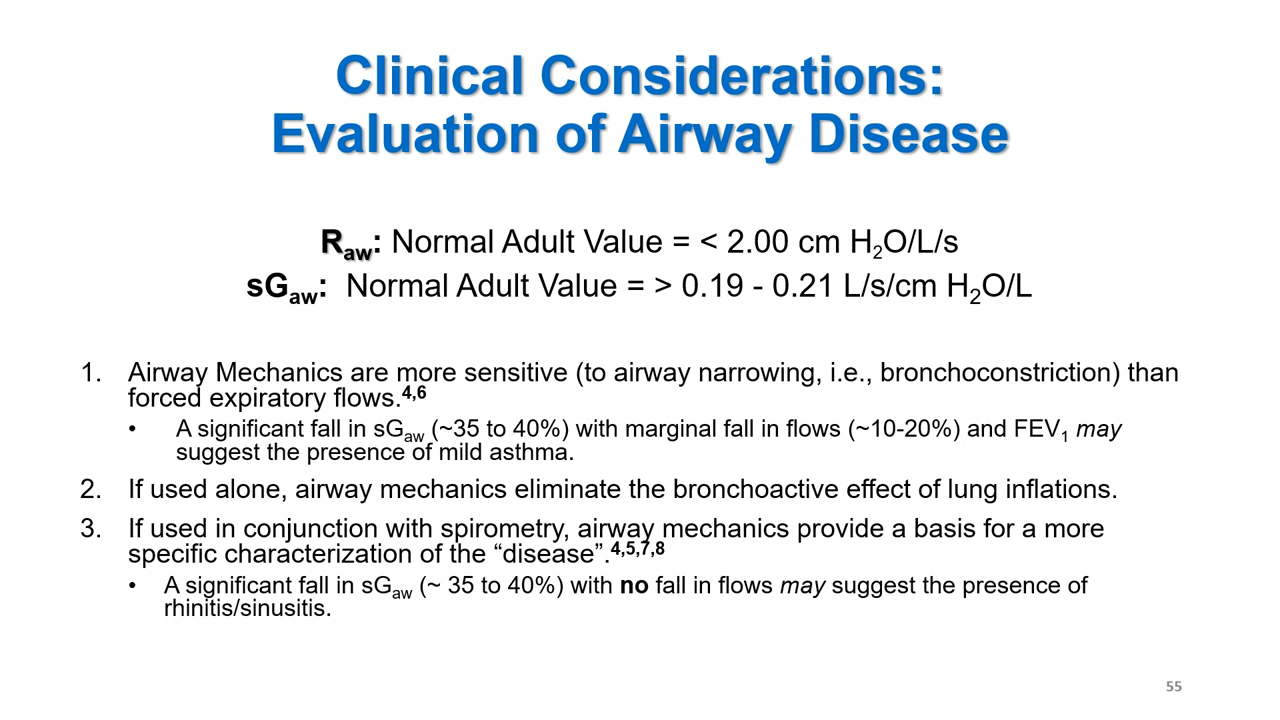 Clinical Considerations:
Evaluation of Airway Disease
Raw: Normal Adult Value = < 2.00 cm H2O/L/s
sGaw: Normal Adult Value = > 0.19 - 0.21 L/s/cm H2O/L
1. Airway Mechanics are more sensitive (to airway narrowing, i.e., bronchoconstriction) than
forced expiratory flows.4,6
• A significant fall in sGaw (~35 to 40%) with marginal fall in flows (~10-20%) and FEV1 may
suggest the presence of mild asthma.
2. If used alone, airway mechanics eliminate the bronchoactive effect of lung inflations.
3. If used in conjunction with spirometry, airway mechanics provide a basis for a more
specific characterization of the “disease”.4,5,7,8
• A significant fall in sGaw (~ 35 to 40%) with no fall in flows may suggest the presence of
rhinitis/sinusitis.
55